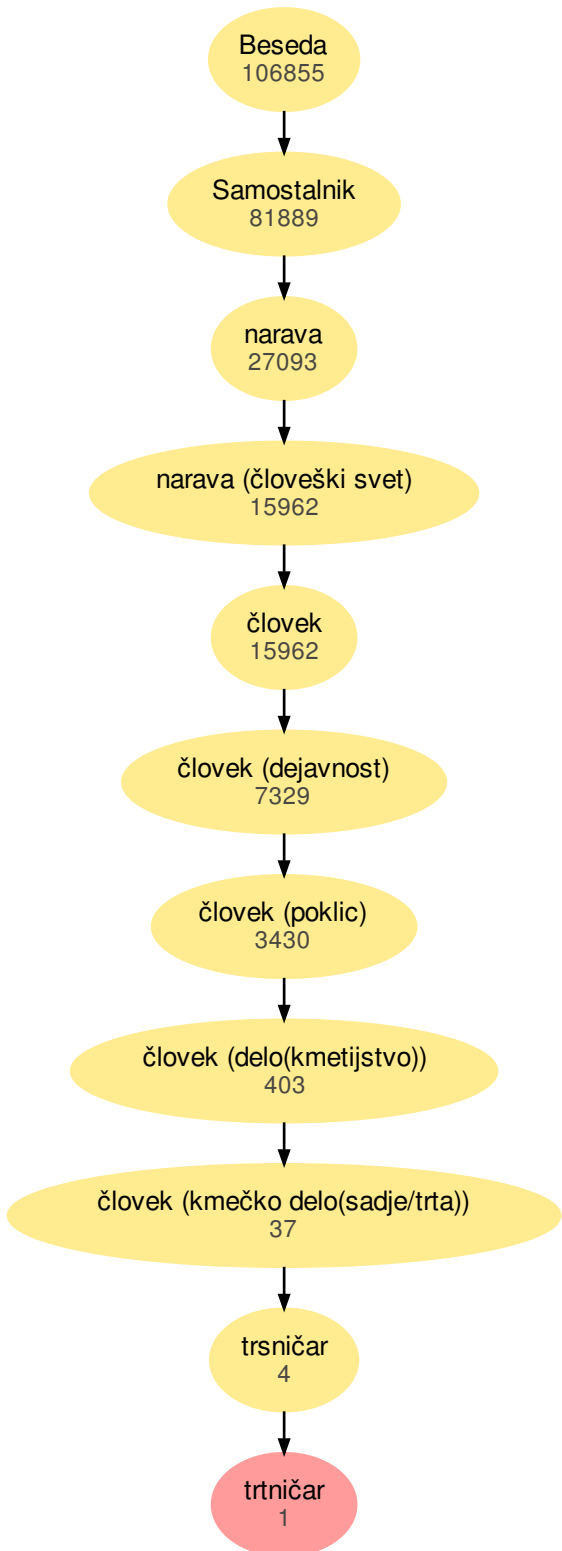 Beseda
106855
Samostalnik
81889
narava
27093
narava (človeški svet)
15962
človek
15962
človek (dejavnost)
7329
človek (poklic)
3430
človek (delo(kmetijstvo))
403
človek (kmečko delo(sadje/trta))
37
trsničar
4
trtničar
1